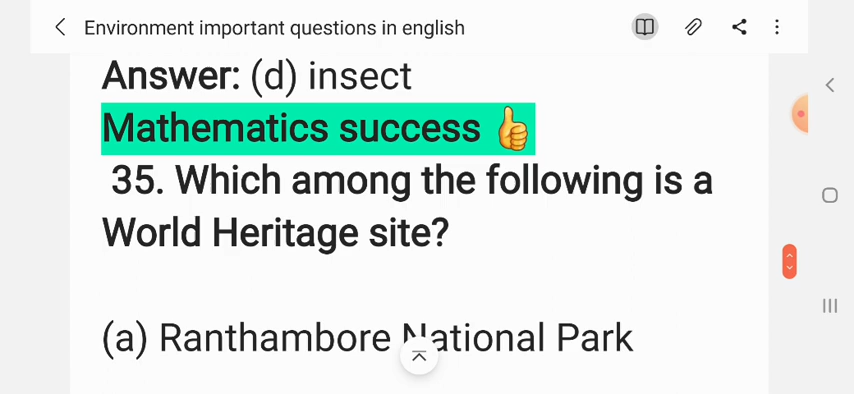 Environment important questions in english
Answer: (d) insect
Mathematics success 👍
35. Which among the following is a
World Heritage site?
(a) Ranthambore National Park